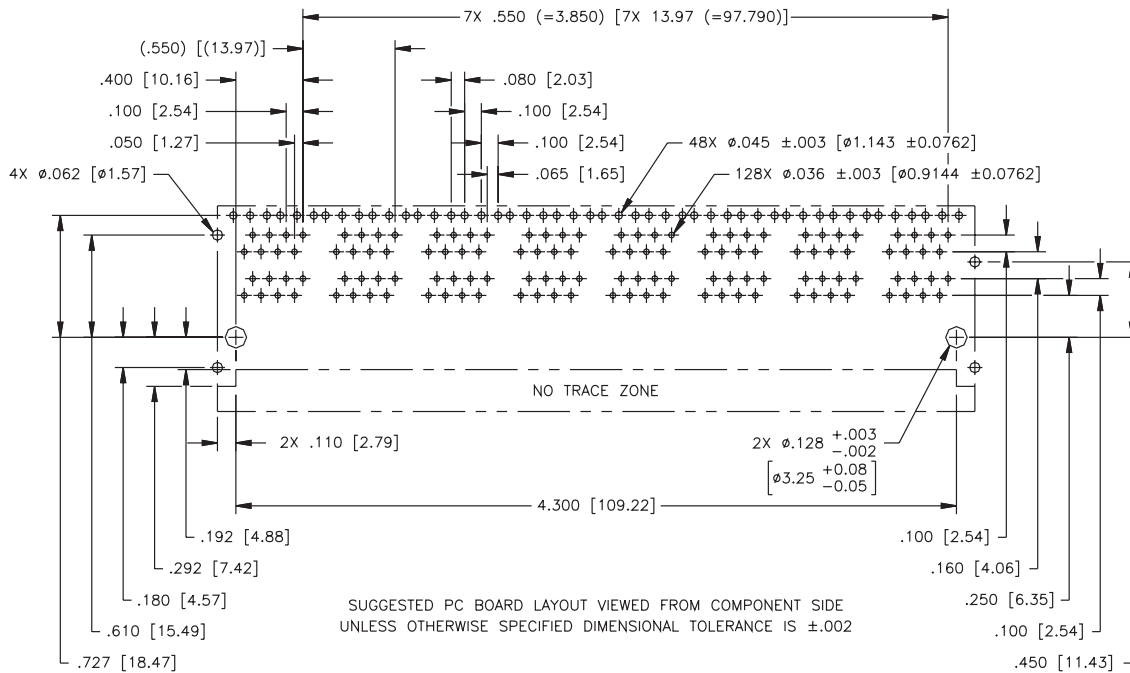 7X .550 (=3.850) [7X 13.97 (=97.790)]
(.550) [(13.97)]
.400 [10.16]
.080 [2.03]
.100 [2.54]
.100 [2.54]
.050 [1.27]
.100 [2.54]
48X ø.045 ±.003 [ø1.143 ±0.0762]
4X ø.062 [ø1.57]
.065 [1.65]
128X ø.036 ±.003 [ø0.9144 ±0.0762]
NO TRACE ZONE
2X .110 [2.79]
2X ø.128 +.003 -.002
[ø3.25 +0.08 -0.05]
4.300 [109.22]
.192 [4.88]
.100 [2.54]
.292 [7.42]
.160 [4.06]
.180 [4.57]
.250 [6.35]
.610 [15.49]
.100 [2.54]
.727 [18.47]
.450 [11.43]
SUGGESTED PC BOARD LAYOUT VIEWED FROM COMPONENT SIDE
UNLESS OTHERWISE SPECIFIED DIMENSIONAL TOLERANCE IS ±.002